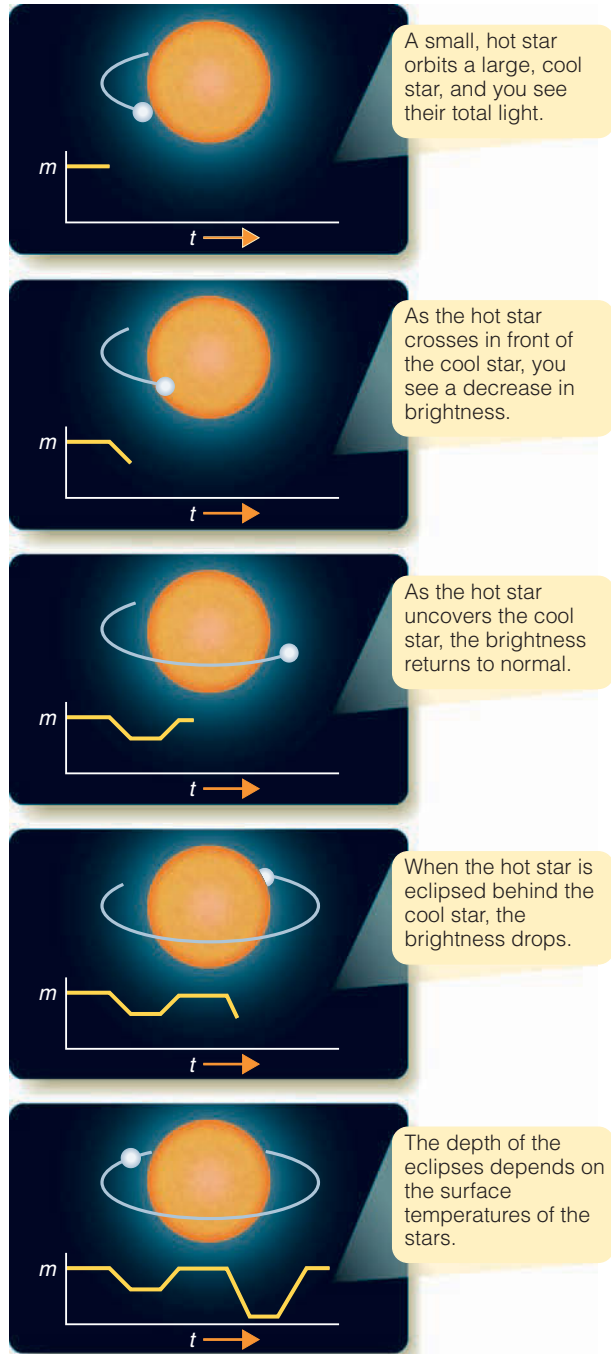 A small, hot star
orbits a large, cool
star, and you see
their total light.
m
t
As the hot star
crosses in front of
the cool star, you
see a decrease in
brightness.
m
t
As the hot star
uncovers the cool
star, the brightness
returns to normal.
m
t
When the hot star is
eclipsed behind the
cool star, the
brightness drops.
m
t
The depth of the
eclipses depends on
the surface
temperatures of the
stars.
m
t